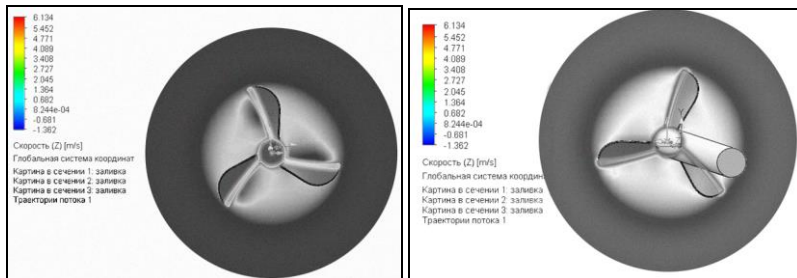 6.134
5.452
4.771
4.089
3.408
2.727
2.045
1.364
0.682
8.244e-04
-0.681
-1.362
Скорость (Z) [m/s]
Глобальная система координат
Картина в сечении 1: заливка
Картина в сечении 2: заливка
Картина в сечении 3: заливка
Траектории потока 1
6.134
5.452
4.771
4.089
3.408
2.727
2.045
1.364
0.682
8.244e-04
-0.681
-1.362
Скорость (Z) [m/s]
Глобальная система координат
Картина в сечении 1: заливка
Картина в сечении 2: заливка
Картина в сечении 3: заливка
Траектории потока 1